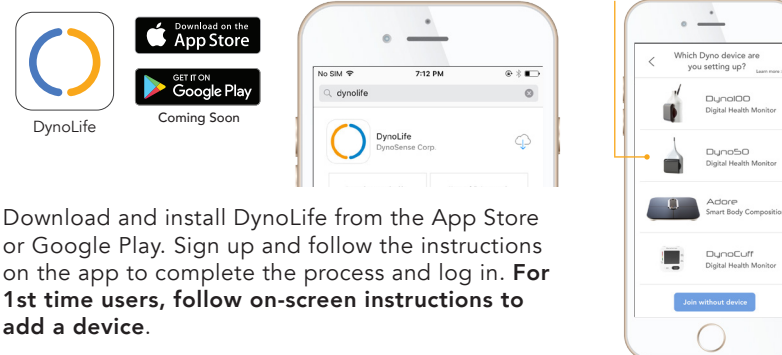 Download on the
App Store
GET IT ON
Google Play
Coming Soon
DynoLife
No SIM 7:12 PM
dynolife
DynoLife
DynoSense Corp.
Download and install DynoLife from the App Store
or Google Play. Sign up and follow the instructions
on the app to complete the process and log in. For
1st time users, follow on-screen instructions to
add a device.
Which Dyno device are
you setting up?
Learn more
Dyno100
Digital Health Monitor
Dyno50
Digital Health Monitor
Adore
Smart Body Compositio
DynoCuff
Digital Health Monitor
Join without device